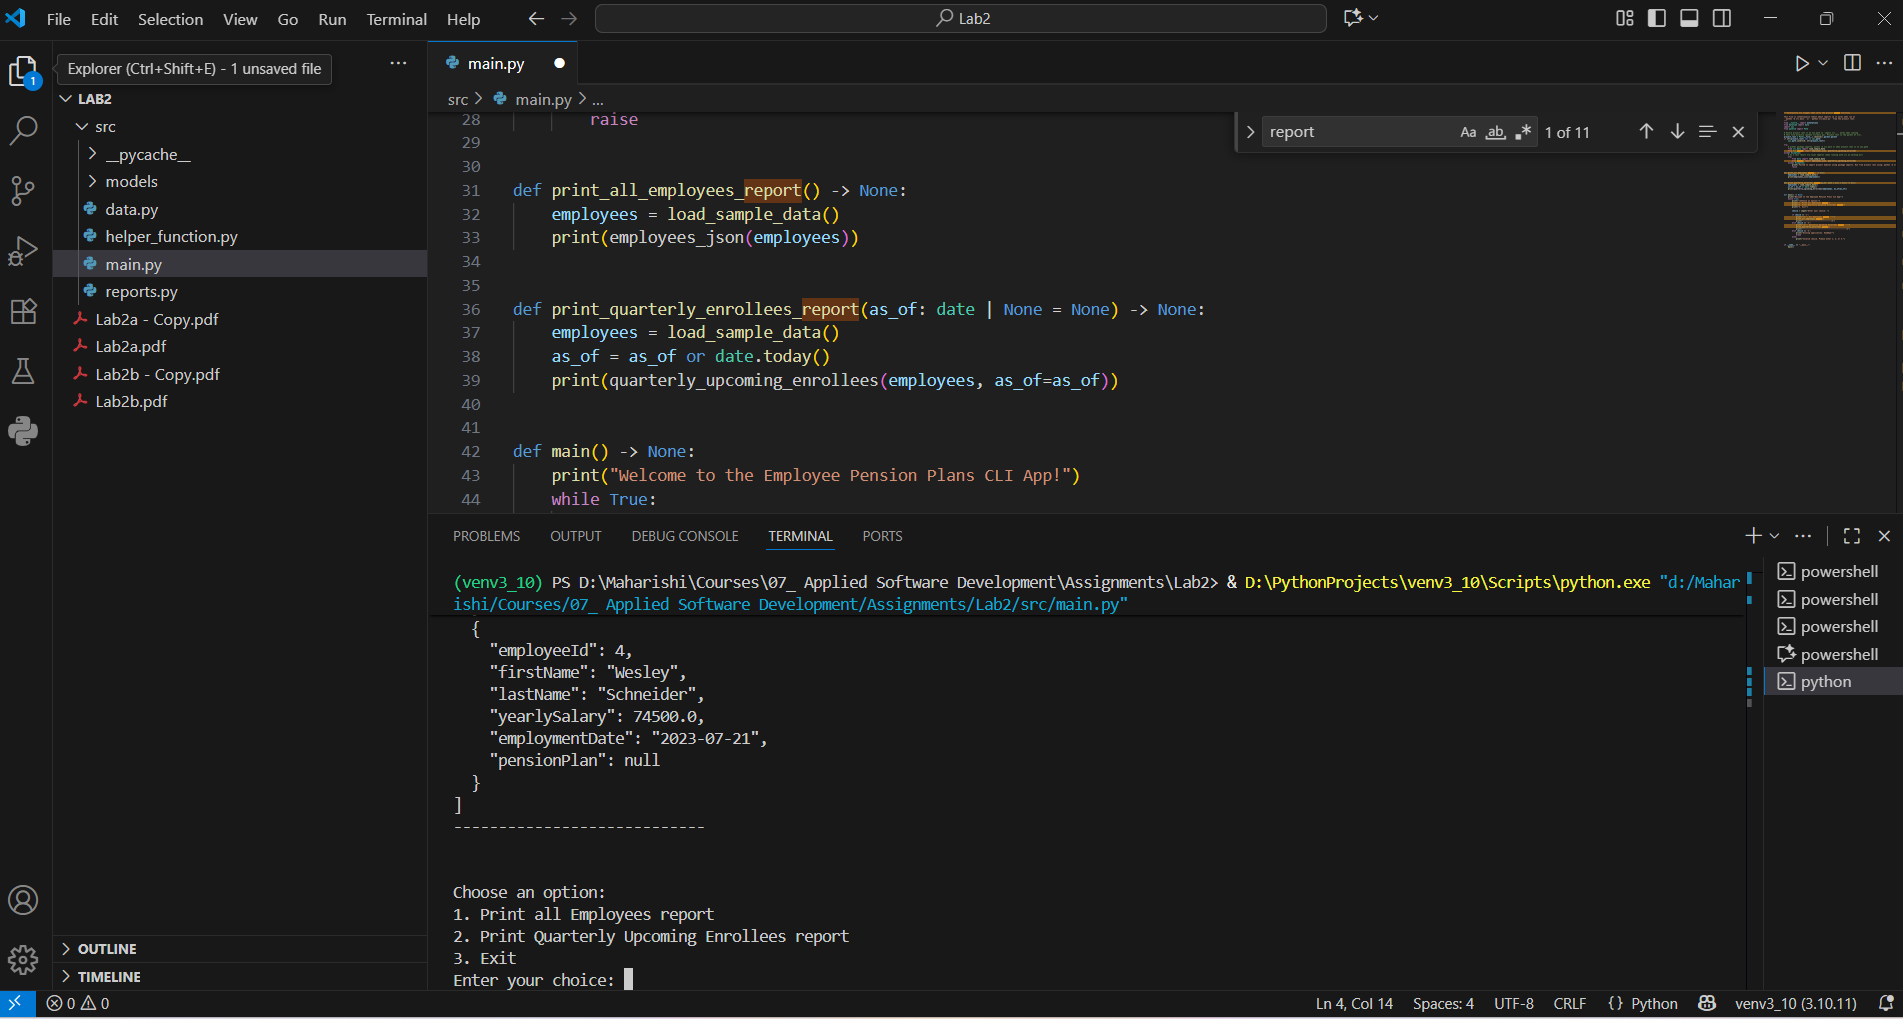 File Edit Selection View Go Run Terminal Help
Lab2
Explorer (Ctrl+Shift+E) - 1 unsaved file
1
LAB2
src
__pycache__
models
data.py
helper_function.py
main.py
reports.py
Lab2a - Copy.pdf
Lab2a.pdf
Lab2b - Copy.pdf
Lab2b.pdf
OUTLINE
TIMELINE
main.py
src > main.py > ...
report
Aa ab 1 of 11
28 raise
29
30
31 def print_all_employees_report() -> None:
32 employees = load_sample_data()
33 print(employees_json(employees))
34
35
36 def print_quarterly_enrollees_report(as_of: date | None = None) -> None:
37 employees = load_sample_data()
38 as_of = as_of or date.today()
39 print(quarterly_upcoming_enrollees(employees, as_of=as_of))
40
41
42 def main() -> None:
43 print("Welcome to the Employee Pension Plans CLI App!")
44 while True:
PROBLEMS OUTPUT DEBUG CONSOLE TERMINAL PORTS
(venv3_10) PS D:\Maharishi\Courses\07_ Applied Software Development\Assignments\Lab2> & D:\PythonProjects\venv3_10\Scripts\python.exe "d:/Mahar
ishi/Courses/07_ Applied Software Development/Assignments/Lab2/src/main.py"
{
"employeeId": 4,
"firstName": "Wesley",
"lastName": "Schneider",
"yearlySalary": 74500.0,
"employmentDate": "2023-07-21",
"pensionPlan": null
}
]
----------------------------
Choose an option:
1. Print all Employees report
2. Print Quarterly Upcoming Enrollees report
3. Exit
Enter your choice:
powershell
powershell
powershell
powershell
python
0 0
Ln 4, Col 14 Spaces: 4 UTF-8 CRLF {} Python venv3_10 (3.10.11)